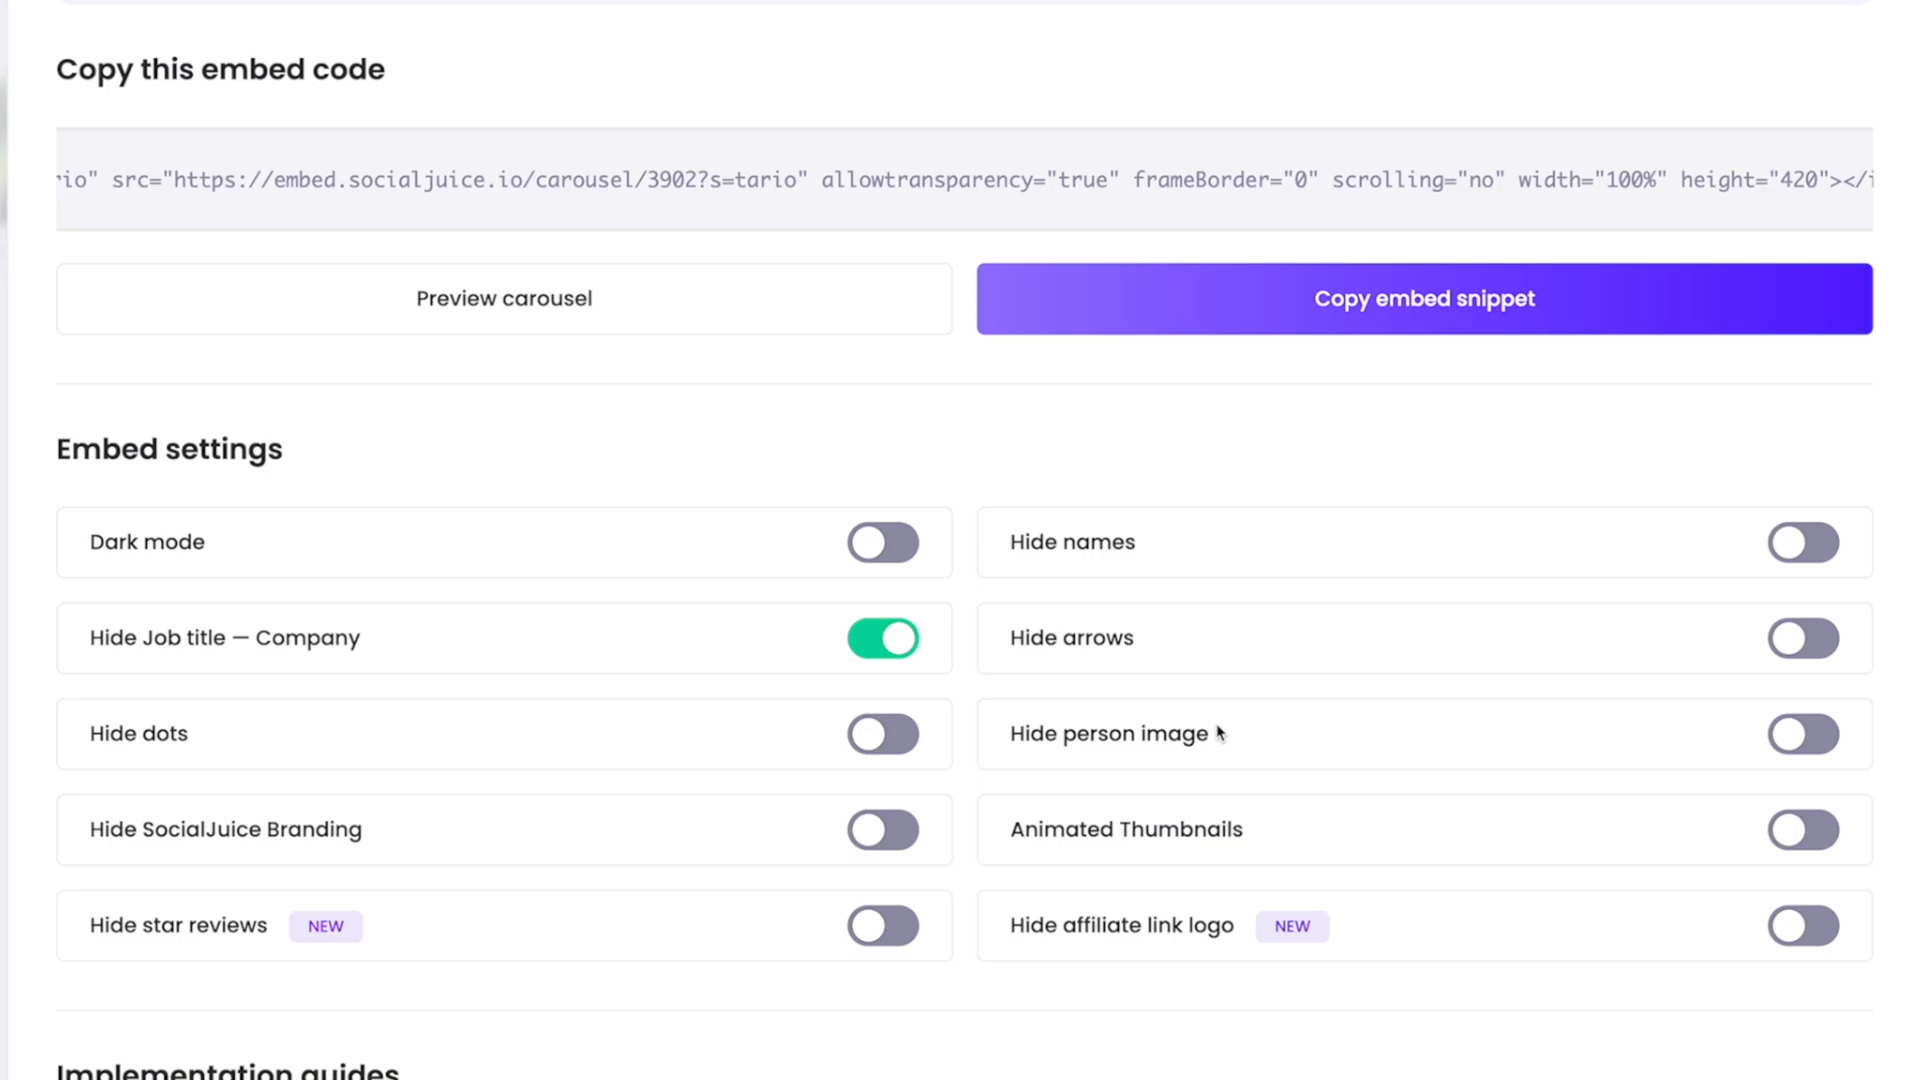 Copy this embed code
rio" src="https://embed.socialjuice.io/carousel/3902?s=tario" allowtransparency="true" frameBorder="0" scrolling="no" width="100%" height="420"></i
Preview carousel
Copy embed snippet
Embed settings
Dark mode
Hide names
Hide Job title — Company
Hide arrows
Hide dots
Hide person image
Hide SocialJuice Branding
Animated Thumbnails
Hide star reviews NEW
Hide affiliate link logo NEW
Implementation guides